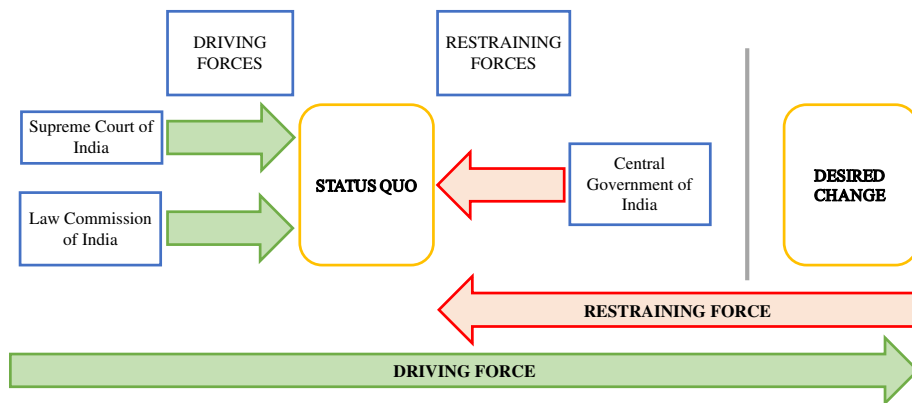 DRIVING
FORCES
RESTRAINING
FORCES
Supreme Court of
India
Law Commission
of India
STATUS QUO
Central
Government of
India
DESIRED
CHANGE
RESTRAINING FORCE
DRIVING FORCE